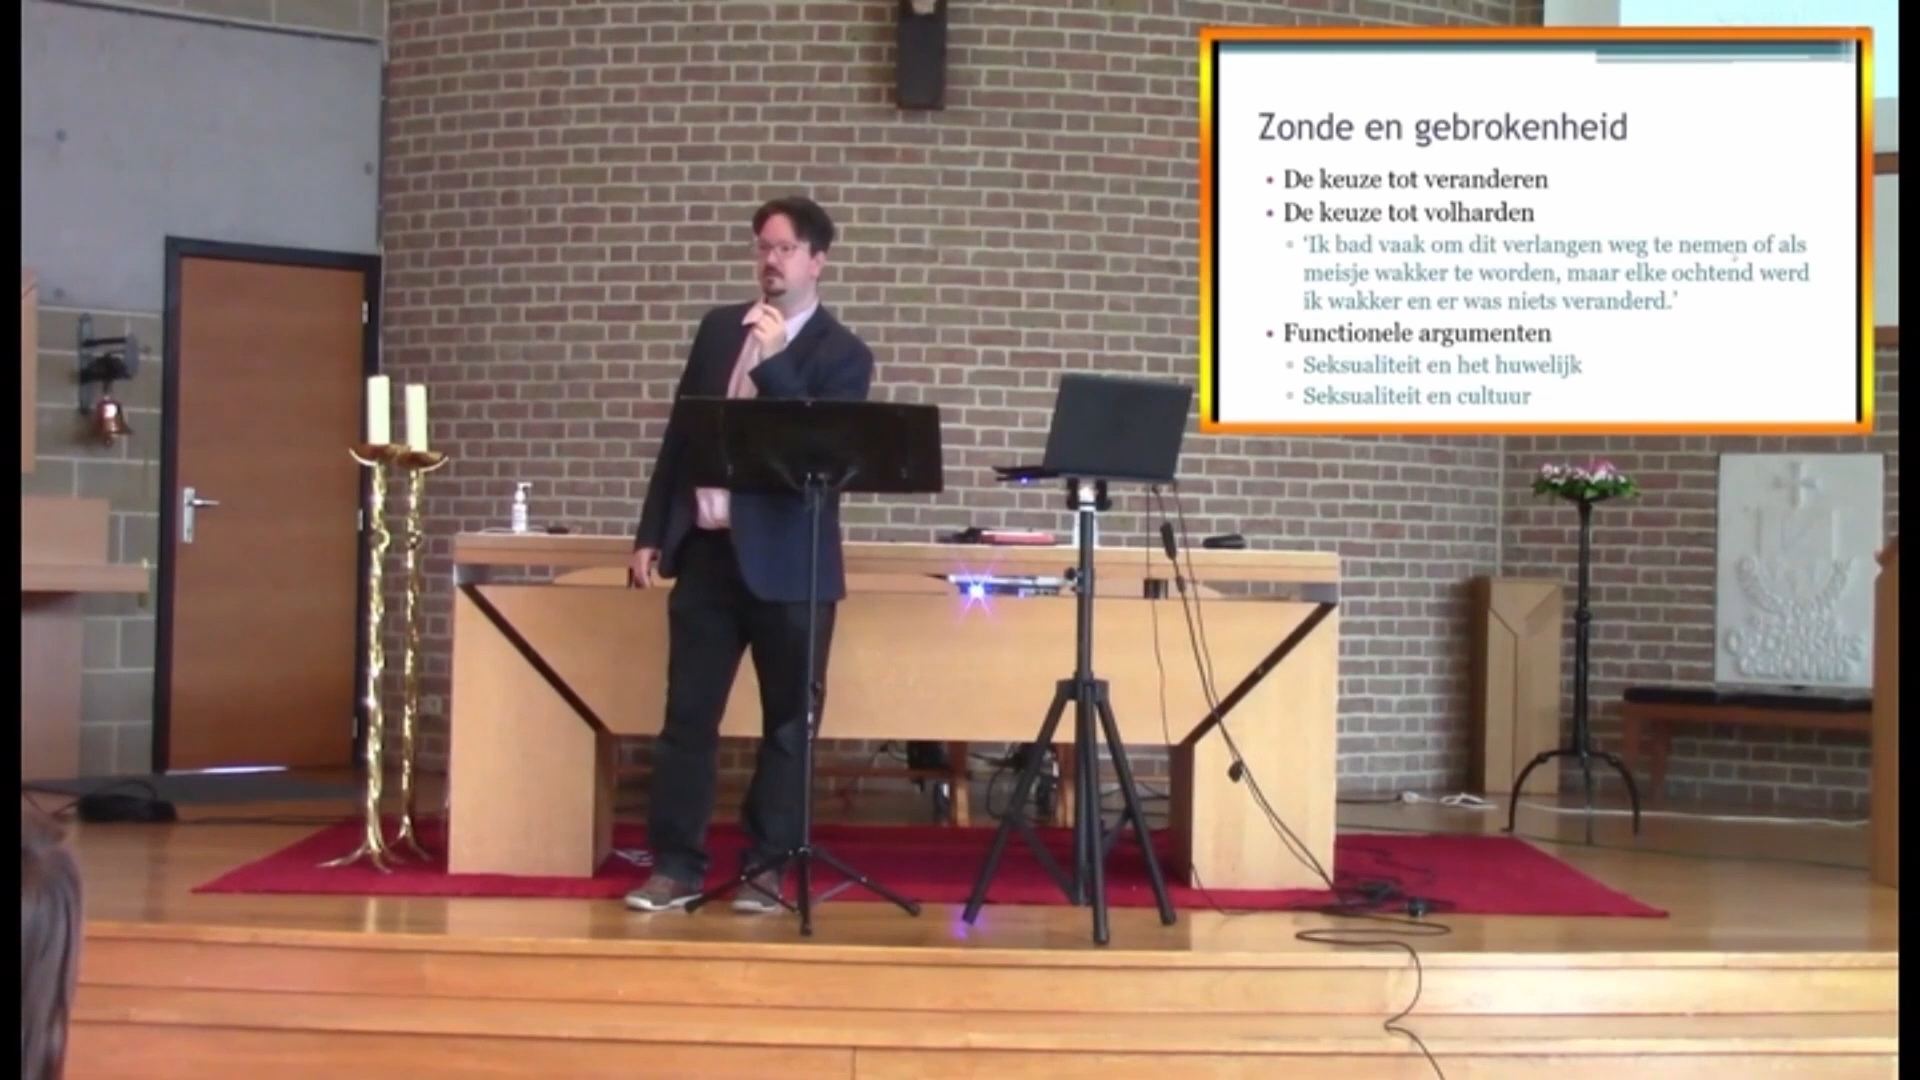 Zonde en gebrokenheid
• De keuze tot veranderen
• De keuze tot volharden
▫ ‘Ik bad vaak om dit verlangen weg te nemen of als
meisje wakker te worden, maar elke ochtend werd
ik wakker en er was niets veranderd.’
• Functionele argumenten
▫ Seksualiteit en het huwelijk
▫ Seksualiteit en cultuur